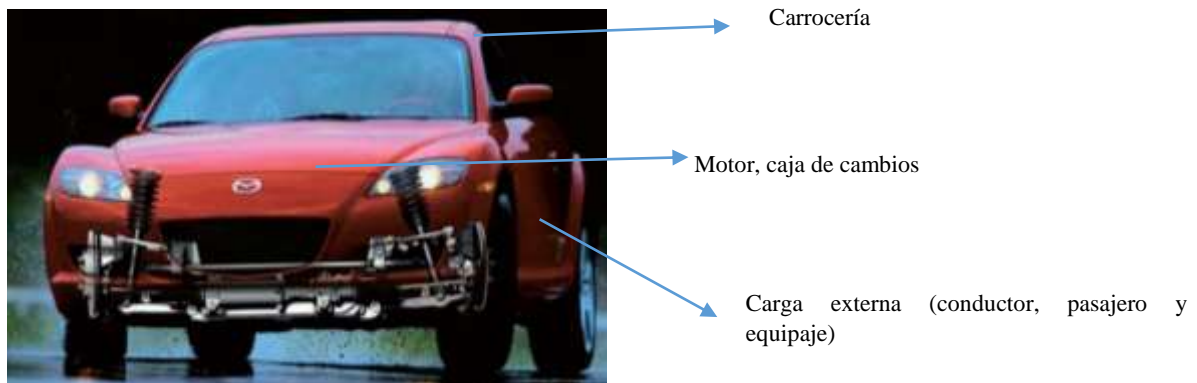 Carrocería
Motor, caja de cambios
Carga externa (conductor, pasajero y
equipaje)